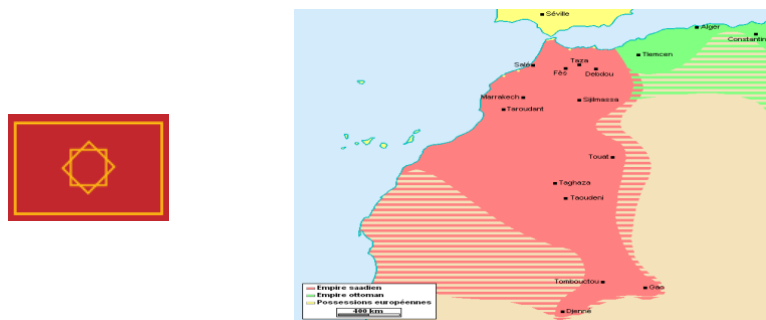 Séville
Alger
Constantin
Tlemcen
Taza
Salé
Fès
Debdou
Marrakech
Sijilmassa
Taroudant
Touat
Taghaza
Taoudeni
Tombouctou
Gao
Djenné
Empire saadien
Empire ottoman
Possessions européennes
400 km